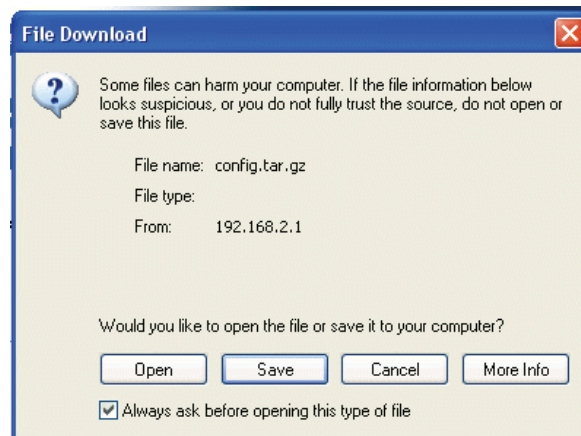 File Download
Some files can harm your computer. If the file information below
looks suspicious, or you do not fully trust the source, do not open or
save this file.
File name: config.tar.gz
File type:
From: 192.168.2.1
Would you like to open the file or save it to your computer?
Open Save Cancel More Info
Always ask before opening this type of file